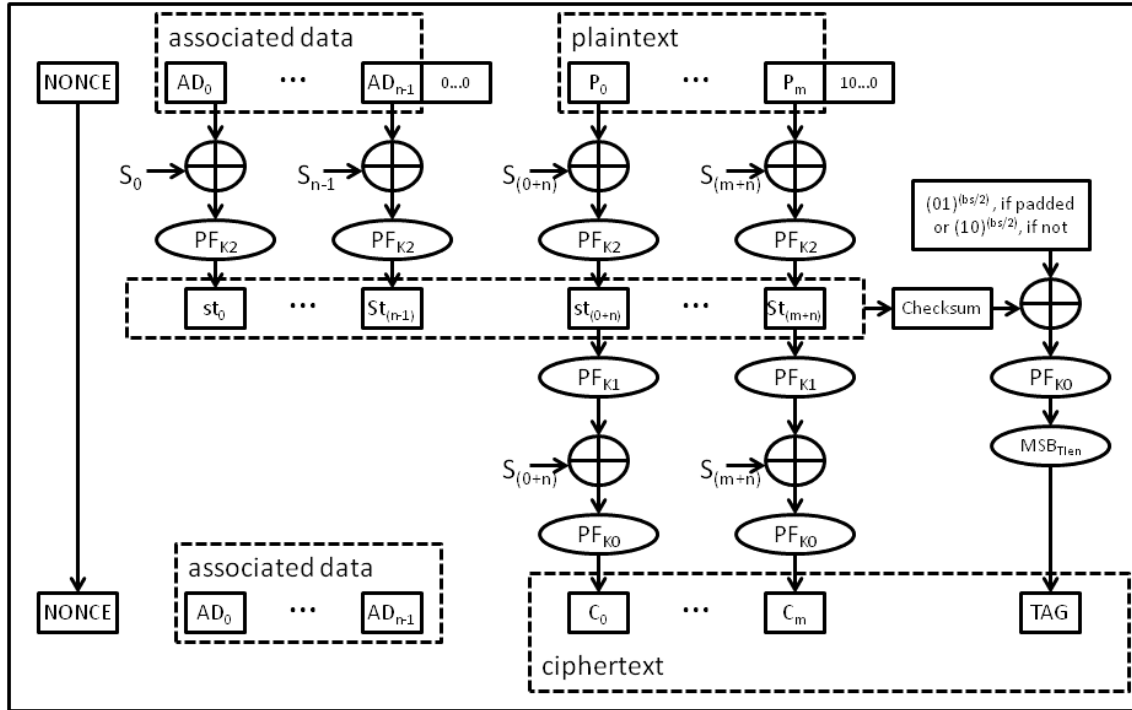 associated data
plaintext
NONCE
AD0
...
ADn-1
0...0
P0
...
Pm
10...0
S0
Sn-1
S(0+n)
S(m+n)
(01)(bs/2), if padded
or (10)(bs/2), if not
PFK2
PFK2
PFK2
PFK2
st0
...
St(n-1)
st(0+n)
...
St(m+n)
Checksum
PFK1
PFK1
PFK0
MSBTlen
S(0+n)
S(m+n)
PFK0
PFK0
associated data
NONCE
AD0
...
ADn-1
C0
...
Cm
TAG
ciphertext